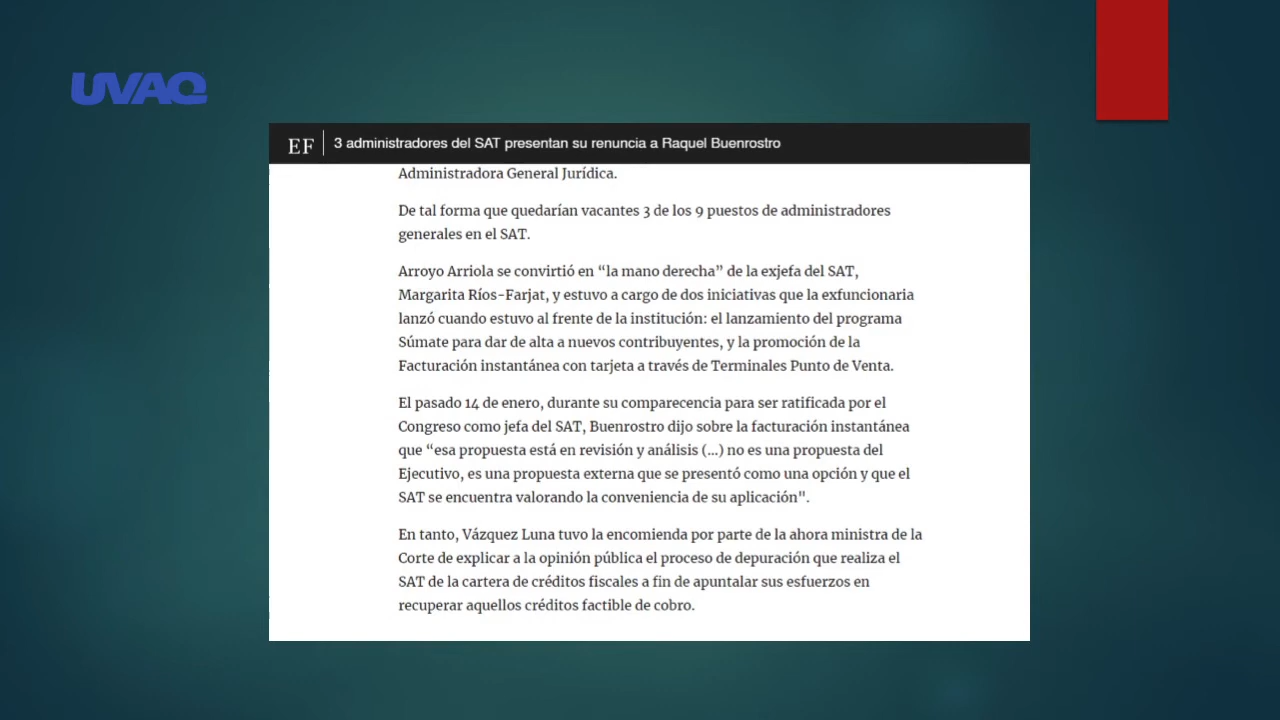 UVAQ
EF
3 administradores del SAT presentan su renuncia a Raquel Buenrostro
Administradora General Jurídica.
De tal forma que quedarían vacantes 3 de los 9 puestos de administradores
generales en el SAT.
Arroyo Arriola se convirtió en “la mano derecha” de la exjefa del SAT,
Margarita Ríos-Farjat, y estuvo a cargo de dos iniciativas que la exfuncionaria
lanzó cuando estuvo al frente de la institución: el lanzamiento del programa
Súmate para dar de alta a nuevos contribuyentes, y la promoción de la
Facturación instantánea con tarjeta a través de Terminales Punto de Venta.
El pasado 14 de enero, durante su comparecencia para ser ratificada por el
Congreso como jefa del SAT, Buenrostro dijo sobre la facturación instantánea
que “esa propuesta está en revisión y análisis (...) no es una propuesta del
Ejecutivo, es una propuesta externa que se presentó como una opción y que el
SAT se encuentra valorando la conveniencia de su aplicación".
En tanto, Vázquez Luna tuvo la encomienda por parte de la ahora ministra de la
Corte de explicar a la opinión pública el proceso de depuración que realiza el
SAT de la cartera de créditos fiscales a fin de apuntalar sus esfuerzos en
recuperar aquellos créditos factible de cobro.